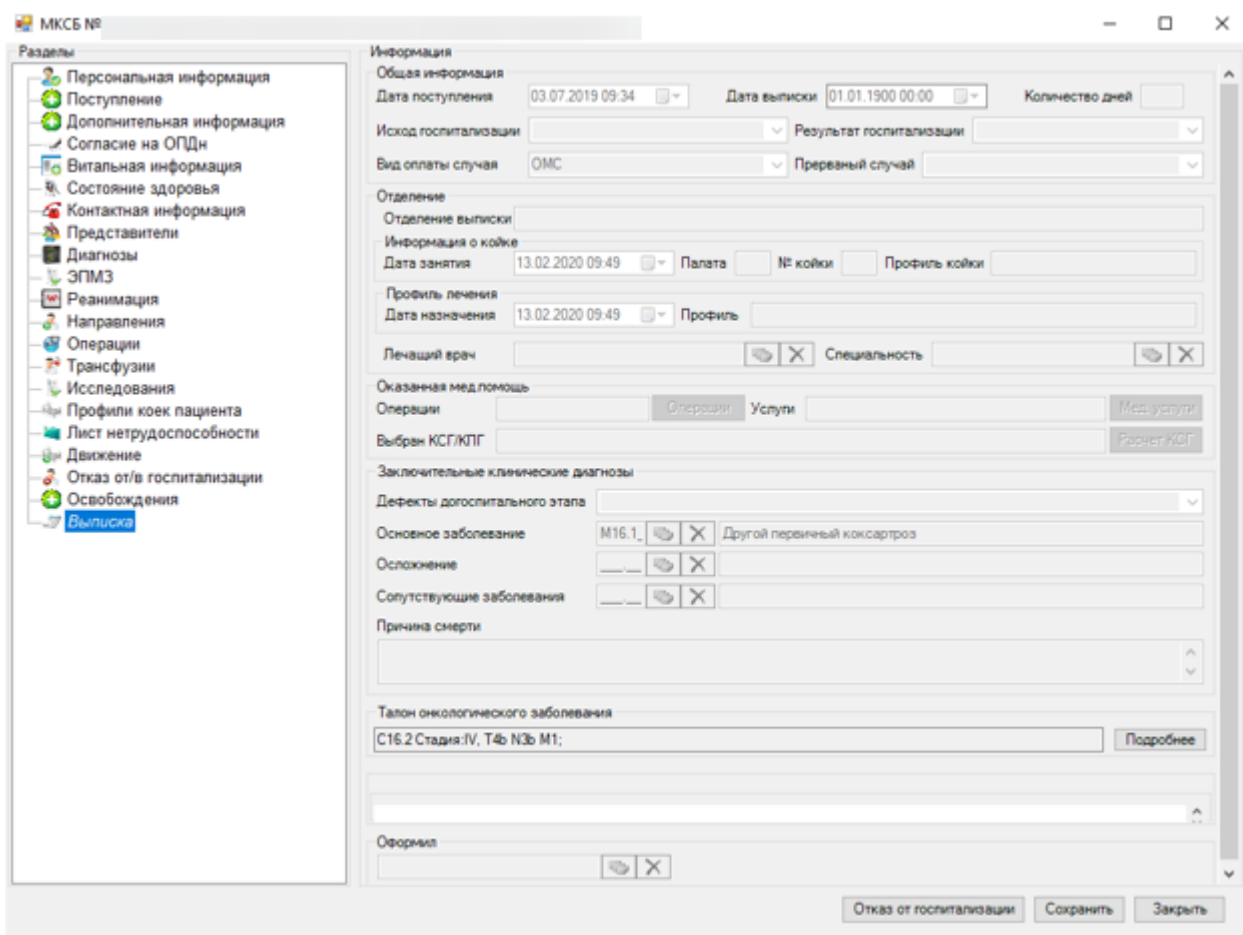 МКСБ №
Разделы
Персональная информация
Поступление
Дополнительная информация
Согласие на ОПДн
Витальная информация
Состояние здоровья
Контактная информация
Представители
Диагнозы
ЭПМЗ
Реанимация
Направления
Операции
Трансфузии
Исследования
Профили коек пациента
Лист нетрудоспособности
Движение
Отказ от/в госпитализации
Освобождения
Выписка
Информация
Общая информация
Дата поступления 03.07.2019 09:34 Дата выписки 01.01.1900 00:00 Количество дней
Исход госпитализации Результат госпитализации
Вид оплаты случая ОМС Прерваный случай
Отделение
Отделение выписки
Информация о койке
Дата занятия 13.02.2020 09:49 Палата № койки Профиль койки
Профиль лечения
Дата назначения 13.02.2020 09:49 Профиль
Лечащий врач Специальность
Оказанная мед.помощь
Операции Операции Услуги Мед. услуги
Выбран КСГ/КПГ Расчет КСГ
Заключительные клинические диагнозы
Дефекты догоспитального этапа
Основное заболевание M16.1_ Другой первичный коксартроз
Осложнение ___.__
Сопутствующие заболевания ___.__
Причина смерти
Талон онкологического заболевания
C16.2 Стадия:IV, T4b N3b M1; Подробнее
Оформил
Отказ от госпитализации Сохранить Закрыть